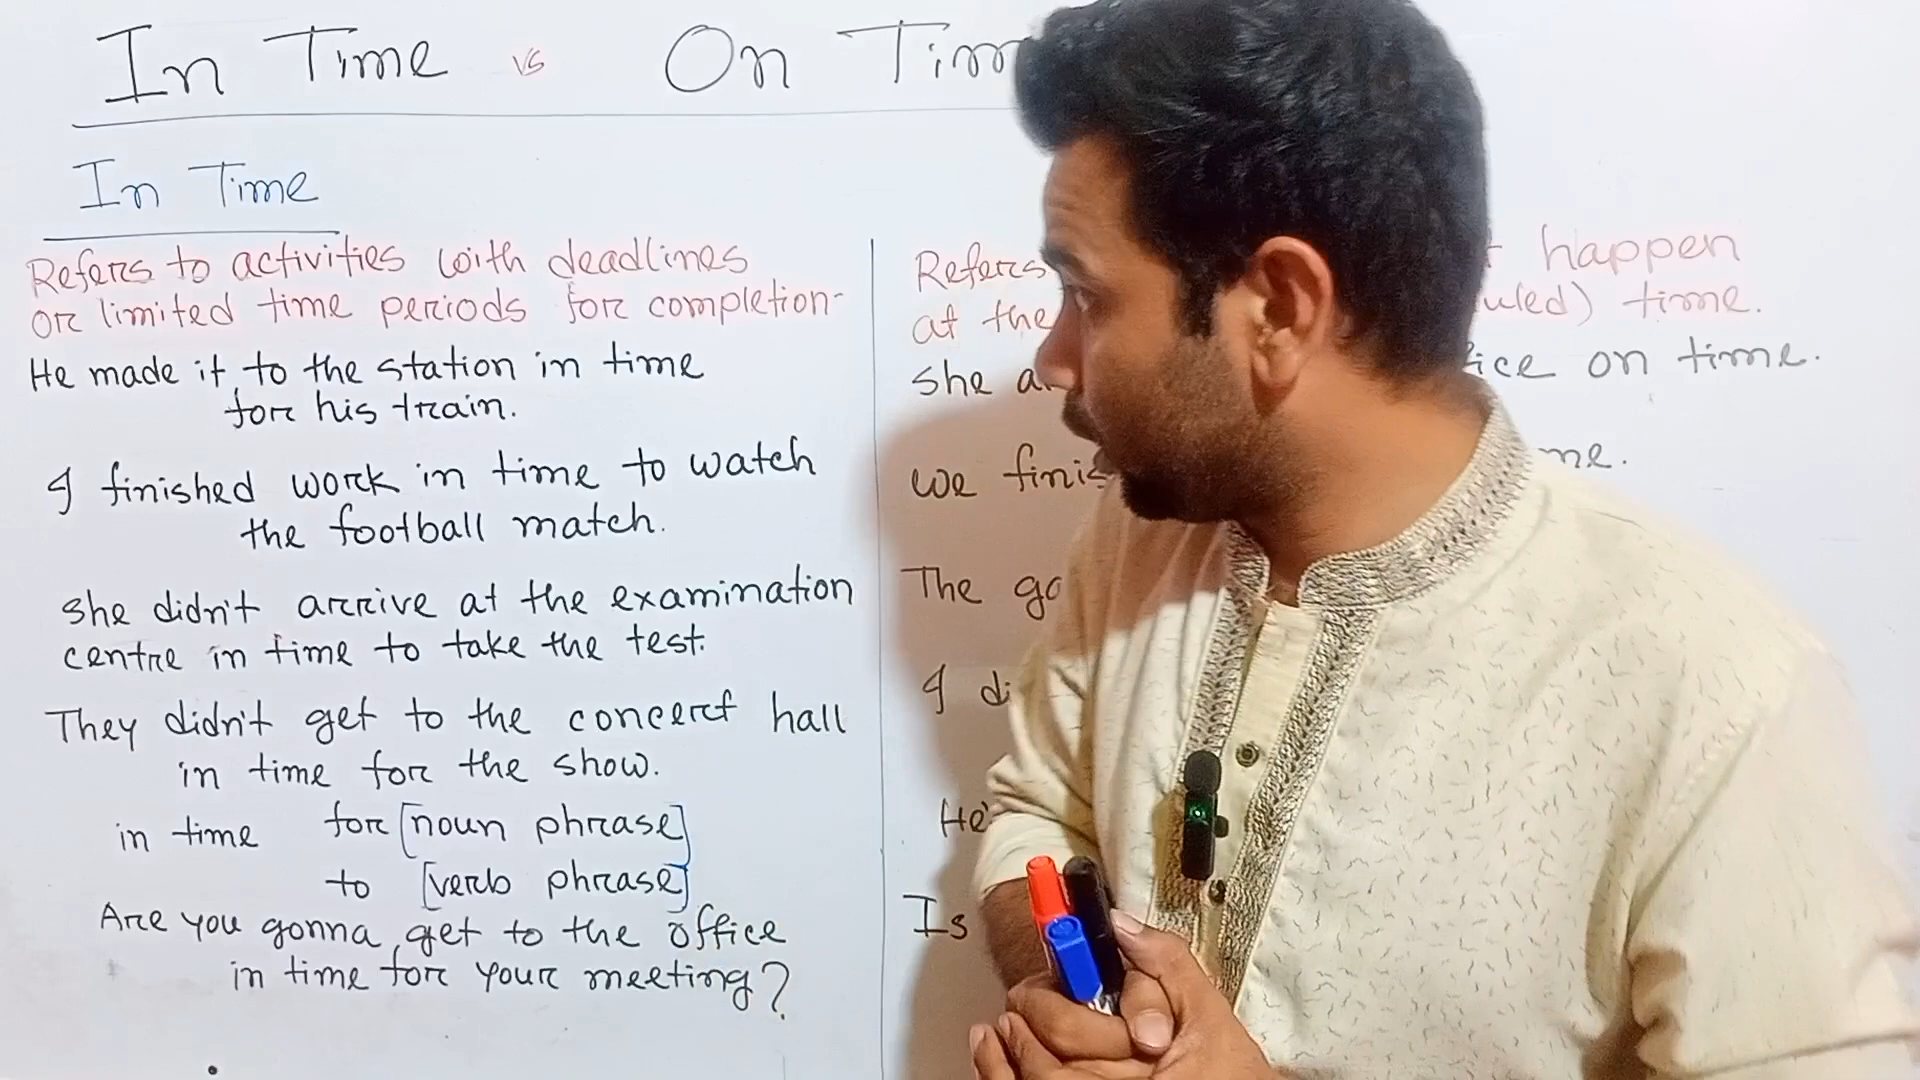 In Time vs On Tim
In Time
Refers to activities with deadlines
or limited time periods for completion-
He made it, to the station in time
for his train.
I finished work in time to watch
the football match.
she didn't arrive at the examination
centre in time to take the test.
They didn't get to the concert hall
in time for the show.
in time for [noun phrase]
to [verb phrase]
Are you gonna, get to the office
in time for your meeting?
Refers happen
at the uled) time.
she ice on time.
we finis me.
The go
I di
He'
Is